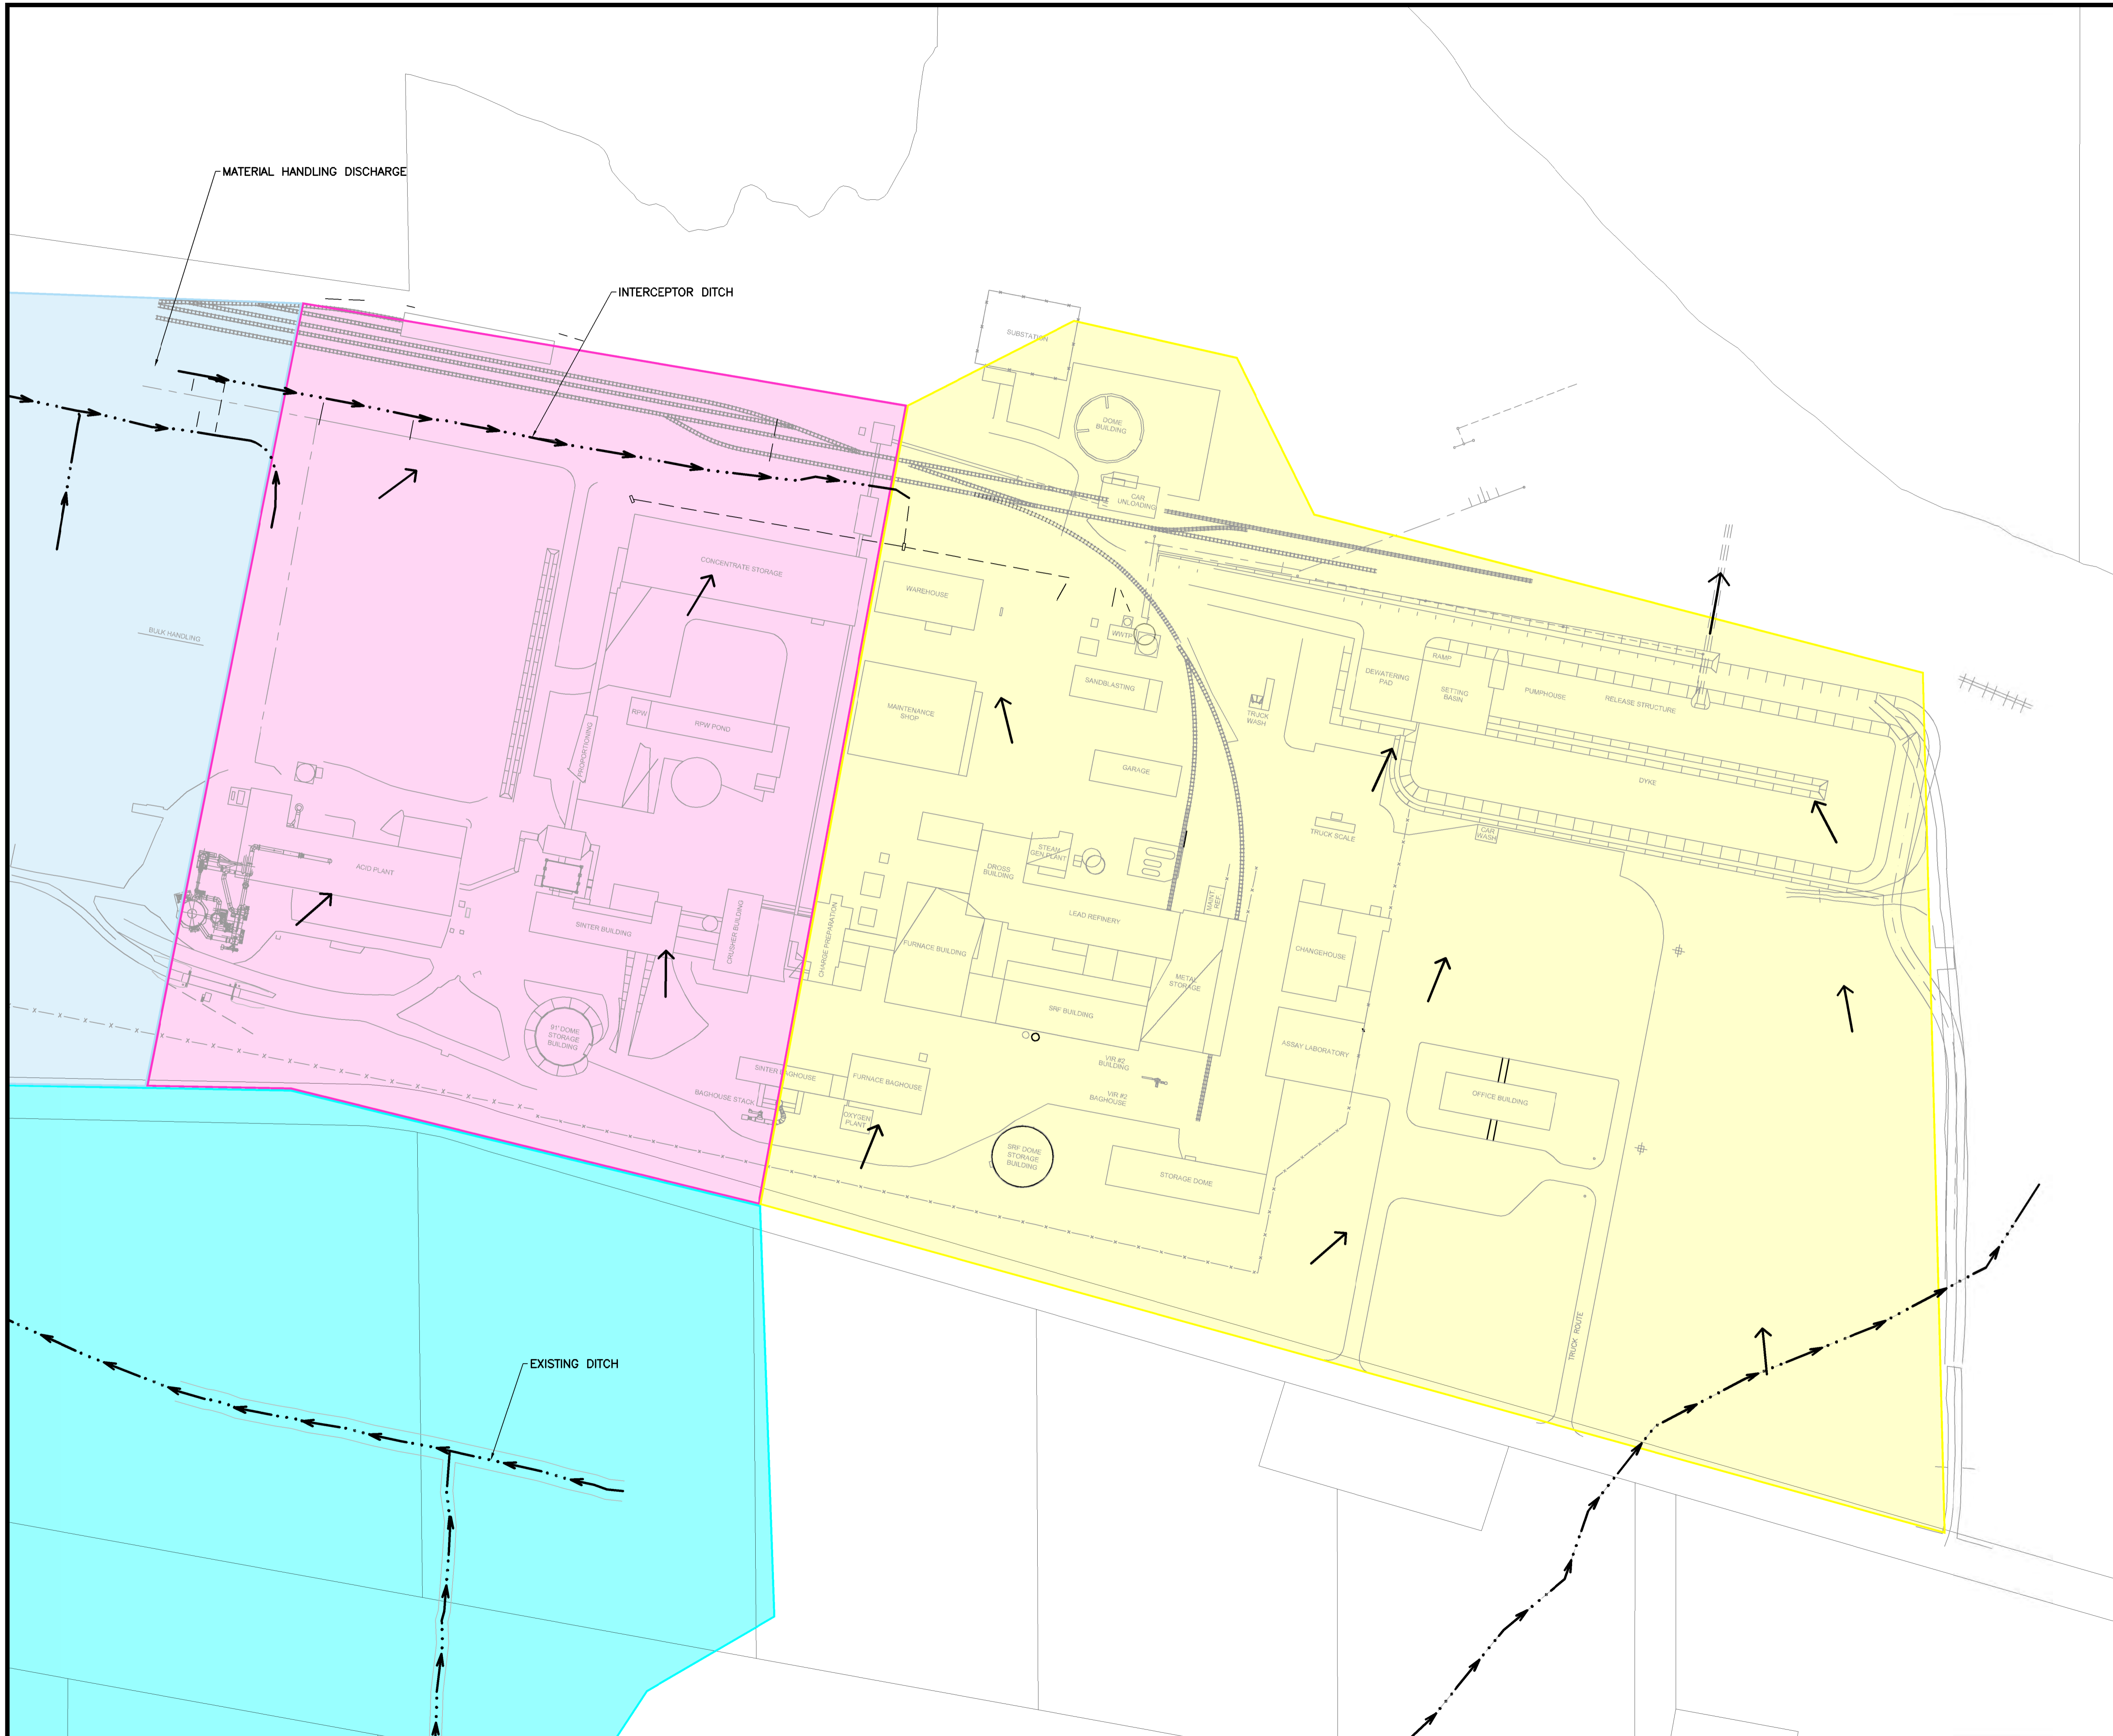 MATERIAL HANDLING DISCHARGE
INTERCEPTOR DITCH
SUBSTATION
DOME
BUILDING
CAR
UNLOADING
CONCENTRATE STORAGE
WAREHOUSE
BULK HANDLING
WWTP
SANDBLASTING
RAMP
DEWATERING
PAD
SETTING
BASIN
PUMPHOUSE
RELEASE STRUCTURE
TRUCK
WASH
MAINTENANCE
SHOP
RPW
RPW POND
PROPORTIONING
GARAGE
DYKE
TRUCK SCALE
CAR
WASH
STEAM
GEN PLANT
DROSS
BUILDING
ACID PLANT
MAINT.
REF.
LEAD REFINERY
SINTER BUILDING
CRUSHER BUILDING
CHARGE PREPARATION
FURNACE BUILDING
CHANGEHOUSE
METAL
STORAGE
SRF BUILDING
91' DOME
STORAGE
BUILDING
ASSAY LABORATORY
VIR #2
BUILDING
SINTER BAGHOUSE
FURNACE BAGHOUSE
VIR #2
BAGHOUSE
BAGHOUSE STACK
OXYGEN
PLANT
OFFICE BUILDING
SRF DOME
STORAGE
BUILDING
STORAGE DOME
TRUCK ROUTE
EXISTING DITCH